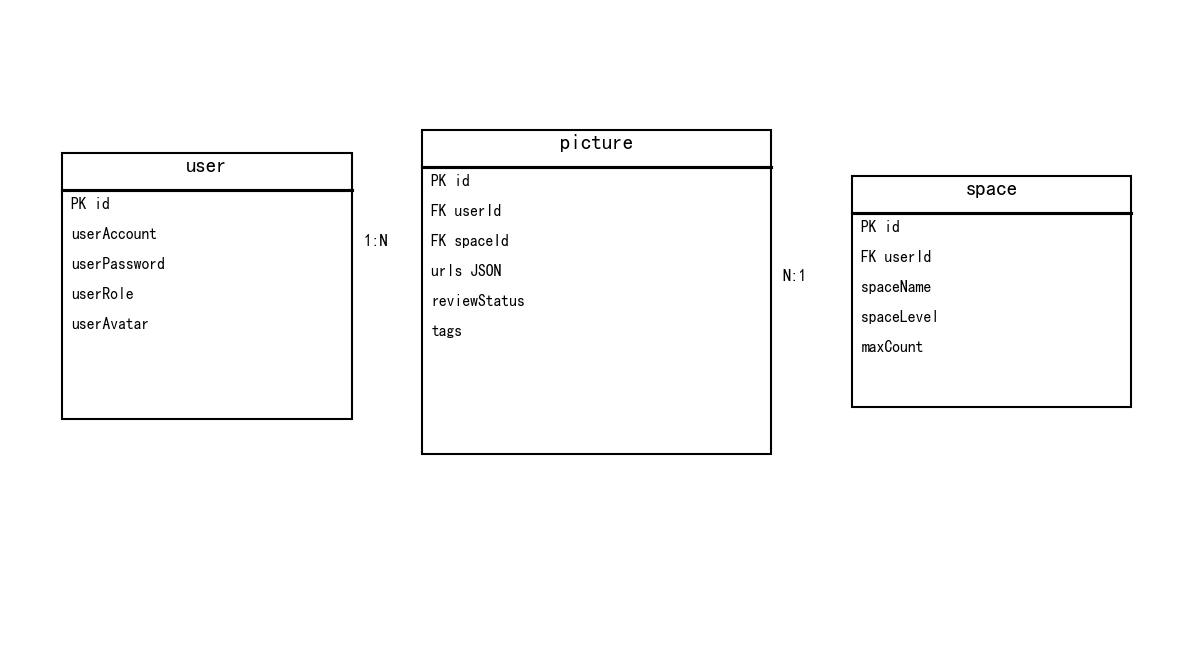 user
PK id
userAccount
userPassword
userRole
userAvatar
1:N
picture
PK id
FK userId
FK spaceId
urls JSON
reviewStatus
tags
N:1
space
PK id
FK userId
spaceName
spaceLevel
maxCount